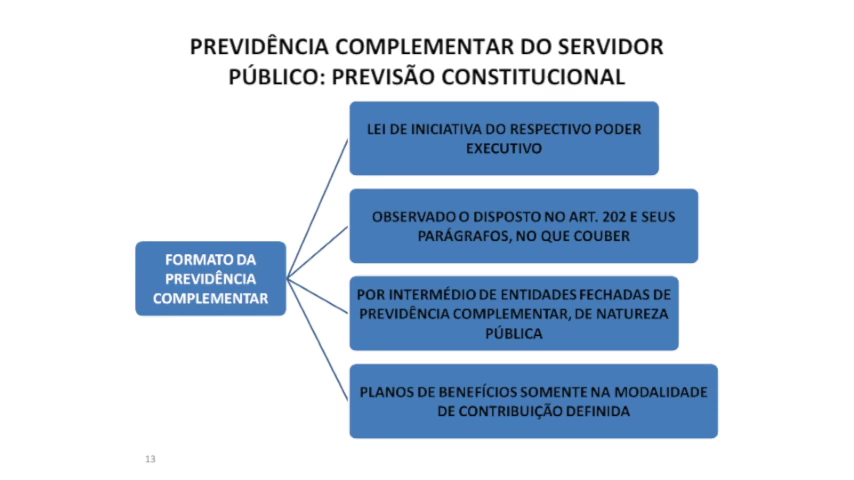 PREVIDÊNCIA COMPLEMENTAR DO SERVIDOR
PÚBLICO: PREVISÃO CONSTITUCIONAL
FORMATO DA
PREVIDÊNCIA
COMPLEMENTAR
LEI DE INICIATIVA DO RESPECTIVO PODER
EXECUTIVO
OBSERVADO O DISPOSTO NO ART. 202 E SEUS
PARÁGRAFOS, NO QUE COUBER
POR INTERMÉDIO DE ENTIDADES FECHADAS DE
PREVIDÊNCIA COMPLEMENTAR, DE NATUREZA
PÚBLICA
PLANOS DE BENEFÍCIOS SOMENTE NA MODALIDADE
DE CONTRIBUIÇÃO DEFINIDA
13